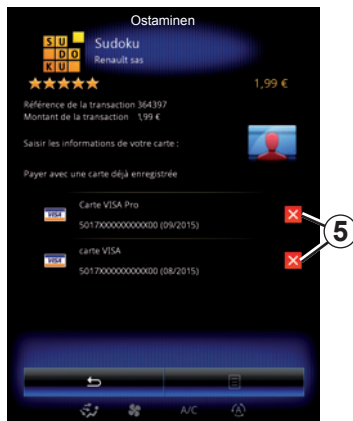 Ostaminen
SU
DO
KU
Sudoku
Renault sas
1,99 €
Référence de la transaction 364397
Montant de la transaction 1,99 €
Saisir les informations de votre carte :
Payer avec une carte déjà enregistrée
VISA
Carte VISA Pro
5017XXXXXXXXXX00 (09/2015)
5
VISA
carte VISA
5017XXXXXXXXXX00 (08/2015)
A/C
A